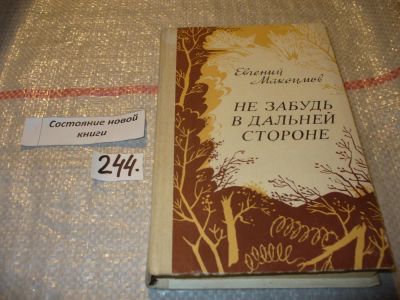 Евгений
Максимов
НЕ ЗАБУДЬ
В ДАЛЬНЕЙ
СТОРОНЕ
Состояние новой
книги
244.